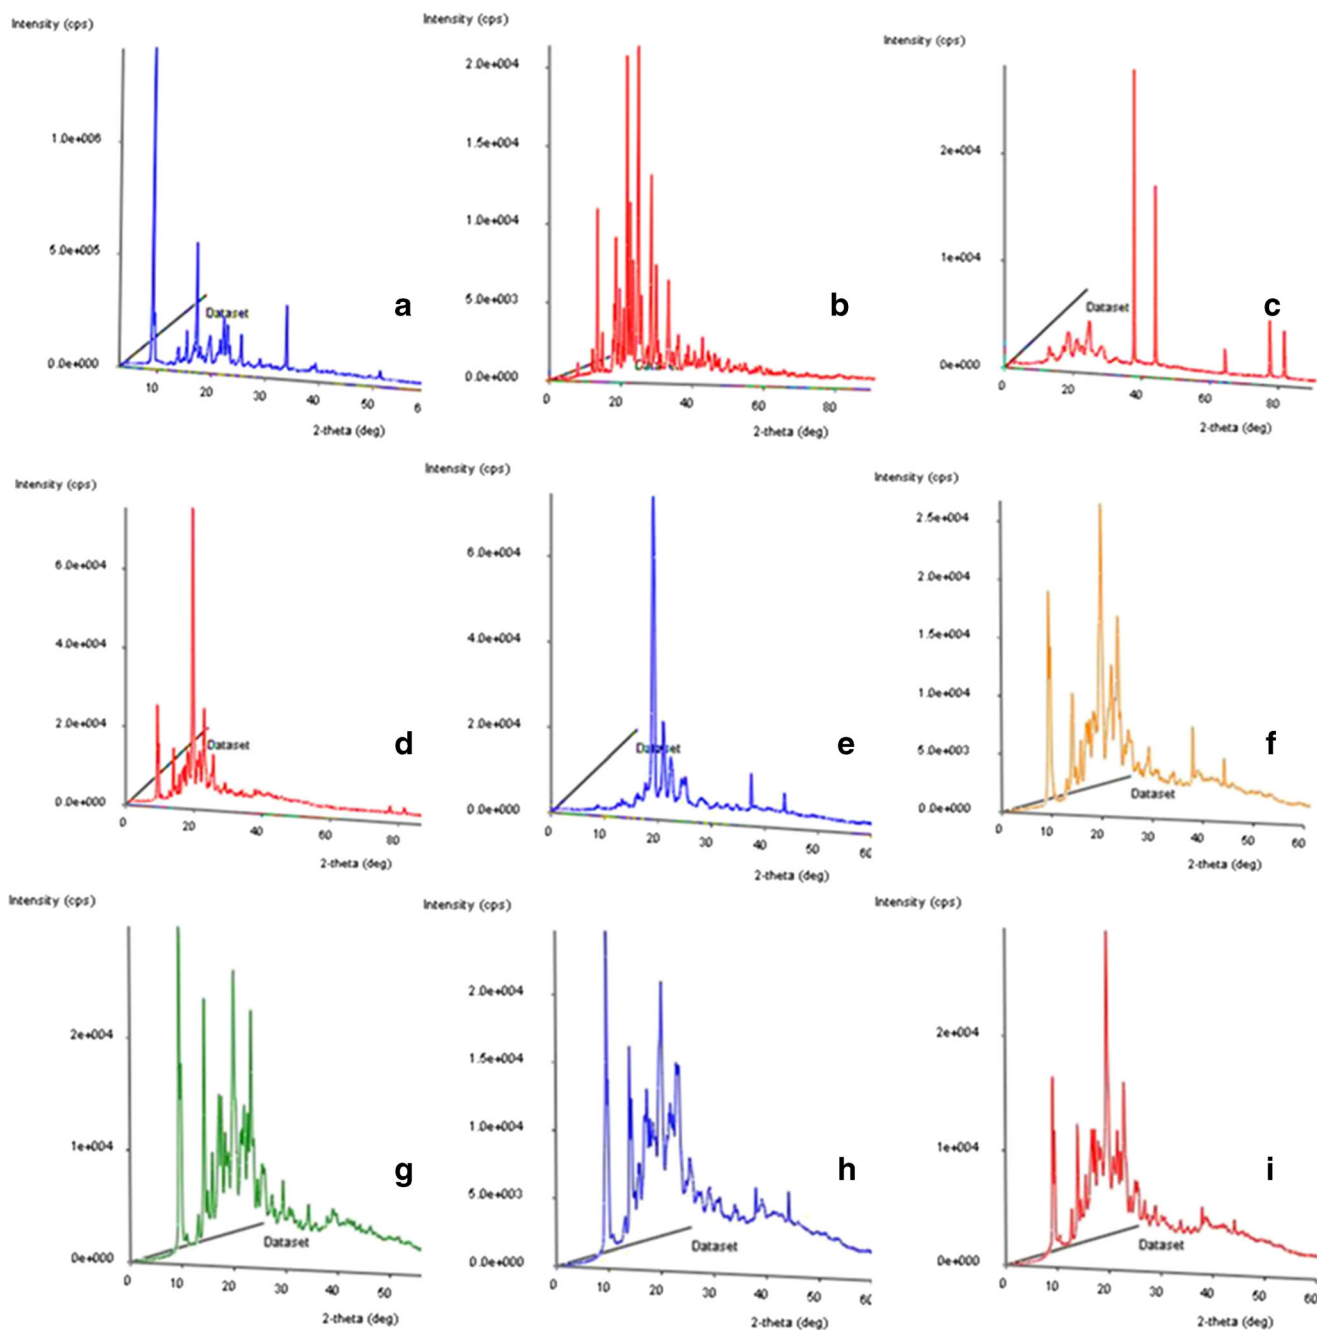 Intensity (cps)
1.0e+006
5.0e+005
0.0e+000
Dataset
a
10
20
30
40
50
6
2-theta (deg)
Intensity (cps)
2.0e+004
1.5e+004
1.0e+004
5.0e+003
0.0e+000
Dataset
b
0
20
40
60
80
2-theta (deg)
Intensity (cps)
2e+004
1e+004
0e+000
Dataset
c
0
20
40
60
80
2-theta (deg)
Intensity (cps)
6.0e+004
4.0e+004
2.0e+004
0.0e+000
Dataset
d
0
20
40
60
80
2-theta (deg)
Intensity (cps)
6.0e+004
4.0e+004
2.0e+004
0.0e+000
Dataset
e
0
10
20
30
40
50
60
2-theta (deg)
Intensity (cps)
2.5e+004
2.0e+004
1.5e+004
1.0e+004
5.0e+003
0.0e+000
Dataset
f
0
10
20
30
40
50
60
2-theta (deg)
Intensity (cps)
2e+004
1e+004
0e+000
Dataset
g
0
10
20
30
40
50
2-theta (deg)
Intensity (cps)
2.0e+004
1.5e+004
1.0e+004
5.0e+003
0.0e+000
Dataset
h
0
10
20
30
40
50
60
2-theta (deg)
Intensity (cps)
2e+004
1e+004
0e+000
Dataset
i
0
10
20
30
40
50
60
2-theta (deg)